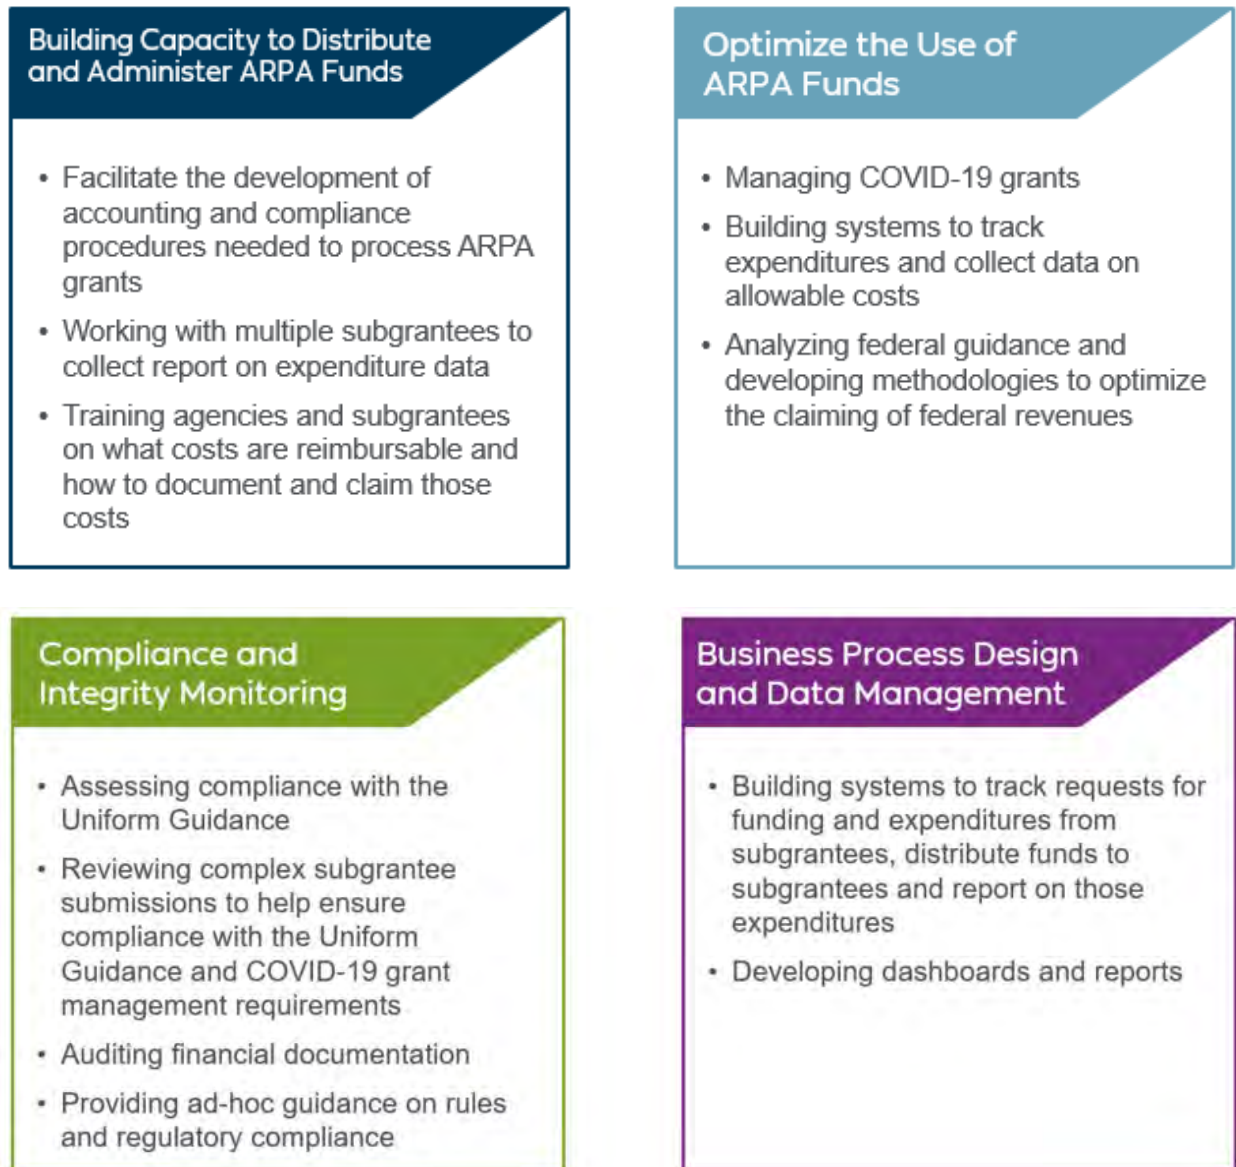 Building Capacity to Distribute
and Administer ARPA Funds
• Facilitate the development of
accounting and compliance
procedures needed to process ARPA
grants
• Working with multiple subgrantees to
collect report on expenditure data
• Training agencies and subgrantees
on what costs are reimbursable and
how to document and claim those
costs
Optimize the Use of
ARPA Funds
• Managing COVID-19 grants
• Building systems to track
expenditures and collect data on
allowable costs
• Analyzing federal guidance and
developing methodologies to optimize
the claiming of federal revenues
Compliance and
Integrity Monitoring
• Assessing compliance with the
Uniform Guidance
• Reviewing complex subgrantee
submissions to help ensure
compliance with the Uniform
Guidance and COVID-19 grant
management requirements
• Auditing financial documentation
• Providing ad-hoc guidance on rules
and regulatory compliance
Business Process Design
and Data Management
• Building systems to track requests for
funding and expenditures from
subgrantees, distribute funds to
subgrantees and report on those
expenditures
• Developing dashboards and reports